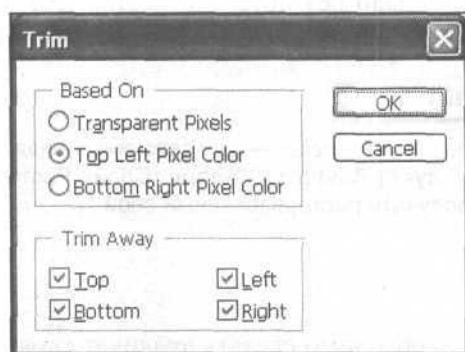 Trim
Based On
Transparent Pixels
Top Left Pixel Color
Bottom Right Pixel Color
OK
Cancel
Trim Away
Top
Left
Bottom
Right